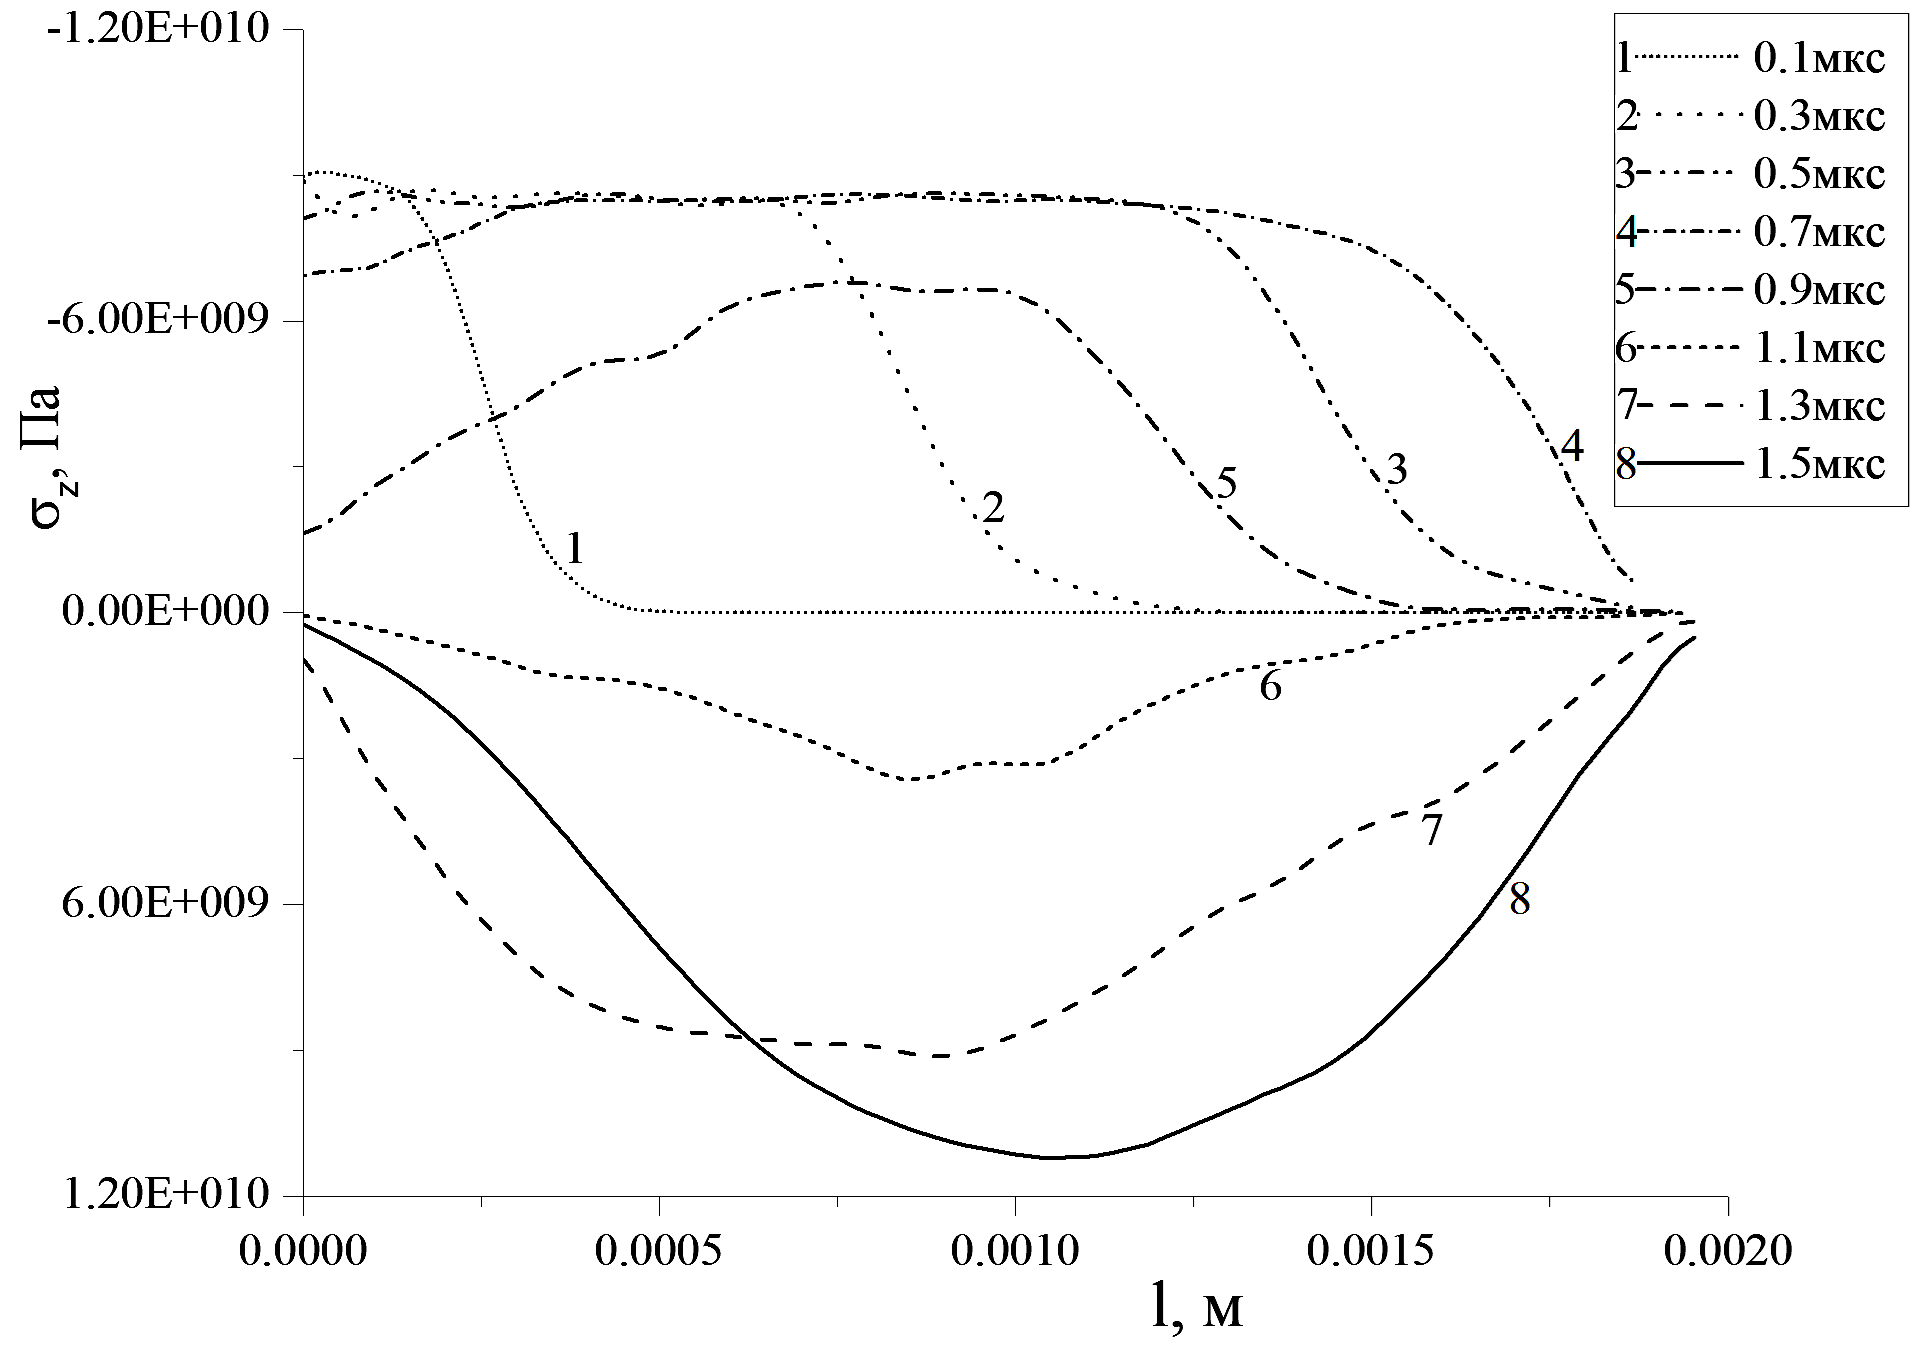 -1.20E+010
-6.00E+009
0.00E+000
6.00E+009
1.20E+010
σz, Па
1 0.1мкс
2 0.3мкс
3 0.5мкс
4 0.7мкс
5 0.9мкс
6 1.1мкс
7 1.3мкс
8 1.5мкс
1
2
5
3
4
6
7
8
0.0000 0.0005 0.0010 0.0015 0.0020
l, м